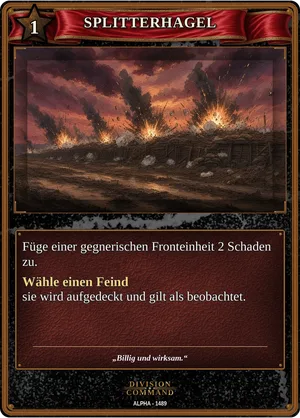 1
SPLITTERHAGEL
Füge einer gegnerischen Fronteinheit 2 Schaden
zu.
Wähle einen Feind
sie wird aufgedeckt und gilt als beobachtet.
„Billig und wirksam.“
DIVISION
COMMAND
ALPHA - 1489